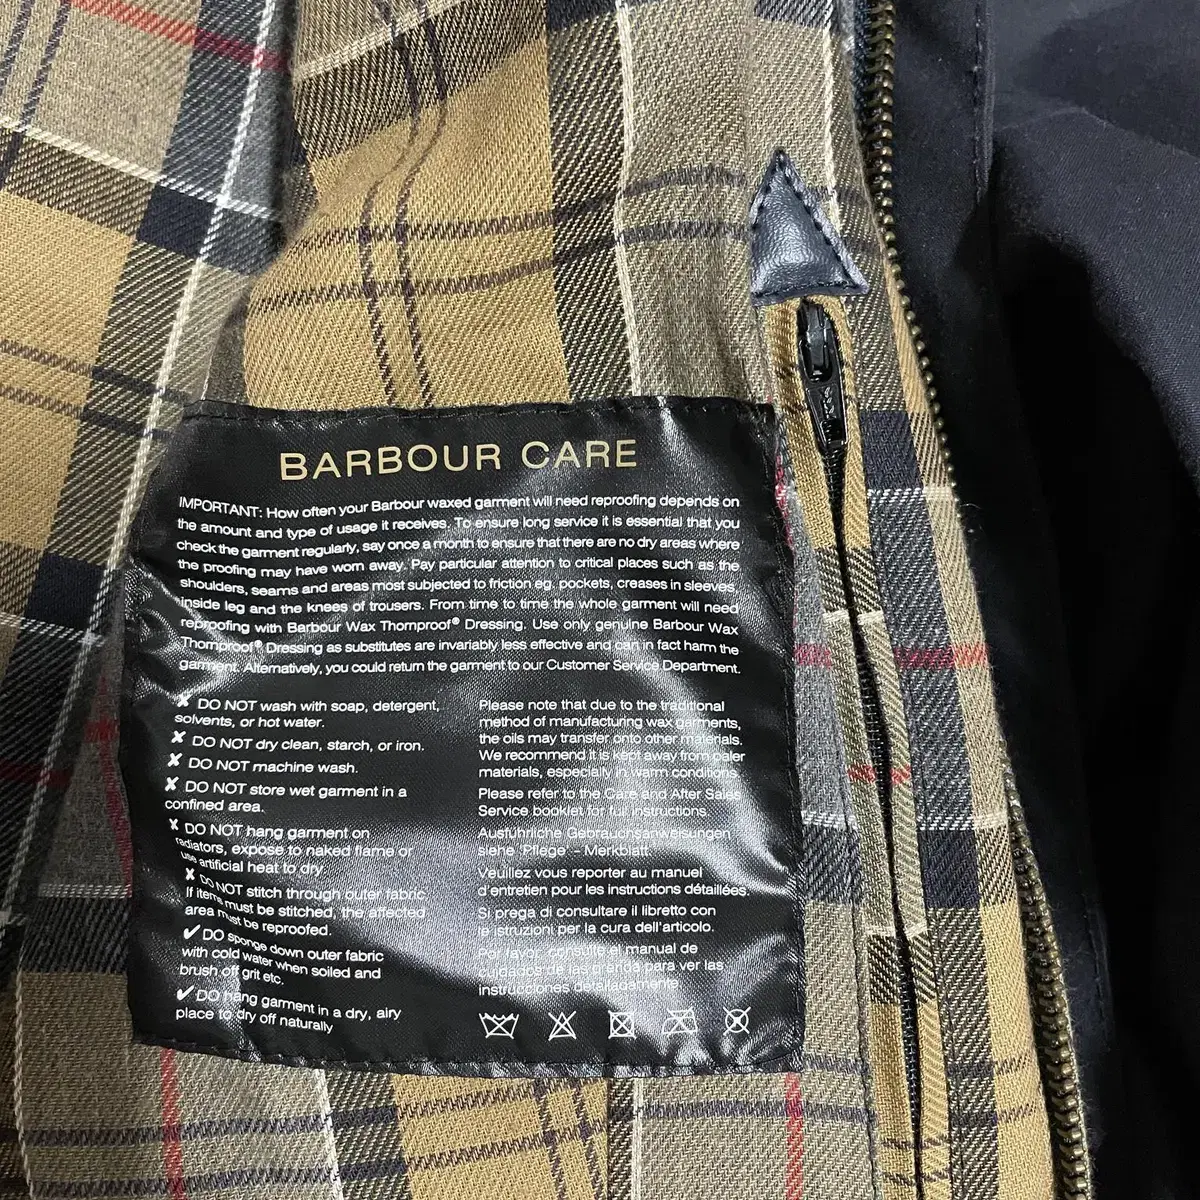 BARBOUR CARE
IMPORTANT: How often your Barbour waxed garment will need reproofing depends on
the amount and type of usage it receives. To ensure long service it is essential that you
check the garment regularly, say once a month to ensure that there are no dry areas where
the proofing may have worn away. Pay particular attention to critical places such as the
shoulders, seams and areas most subjected to friction eg. pockets, creases in sleeves,
inside leg and the knees of trousers. From time to time the whole garment will need
reproofing with Barbour Wax Thornproof® Dressing. Use only genuine Barbour Wax
Thornproof® Dressing as substitutes are invariably less effective and can in fact harm the
garment. Alternatively, you could return the garment to our Customer Service Department.
✘ DO NOT wash with soap, detergent,
solvents, or hot water.
✘ DO NOT dry clean, starch, or iron.
✘ DO NOT machine wash.
✘ DO NOT store wet garment in a
confined area.
✘ DO NOT hang garment on
radiators, expose to naked flame or
use artificial heat to dry
✘ DO NOT stitch through outer fabric
If items must be stitched, the affected
area must be reproofed.
✔ DO sponge down outer fabric
with cold water when soiled and
brush off grit etc.
✔ DO hang garment in a dry, airy
place to dry off naturally
Please note that due to the traditional
method of manufacturing wax garments,
the oils may transfer onto other materials.
We recommend it is kept away from paler
materials, especially in warm conditions.
Please refer to the Care and After Sales
Service booklet for full instructions.
Ausführliche Gebrauchsanweisungen
siehe 'Pflege' - Merkblatt
Veuillez vous reporter au manuel
d'entretien pour les instructions détaillées.
Si prega di consultare il libretto con
le istruzioni per la cura dell'articolo.
Por favor, consulte el manual de
cuidados de las prendas para ver las
instrucciones detalladamente.